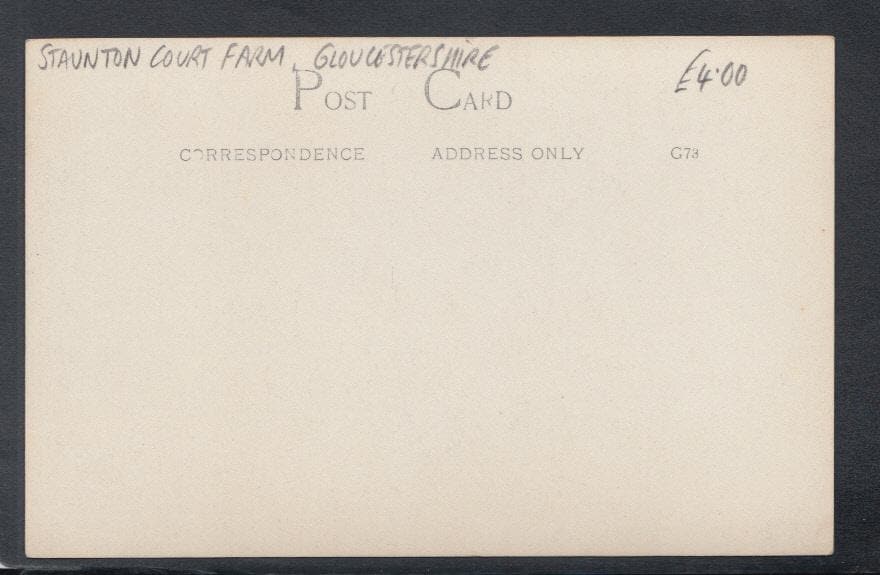 STAUNTON COURT FARM, GLOUCESTERSHIRE
£4.00
POST CARD
CORRESPONDENCE ADDRESS ONLY G73